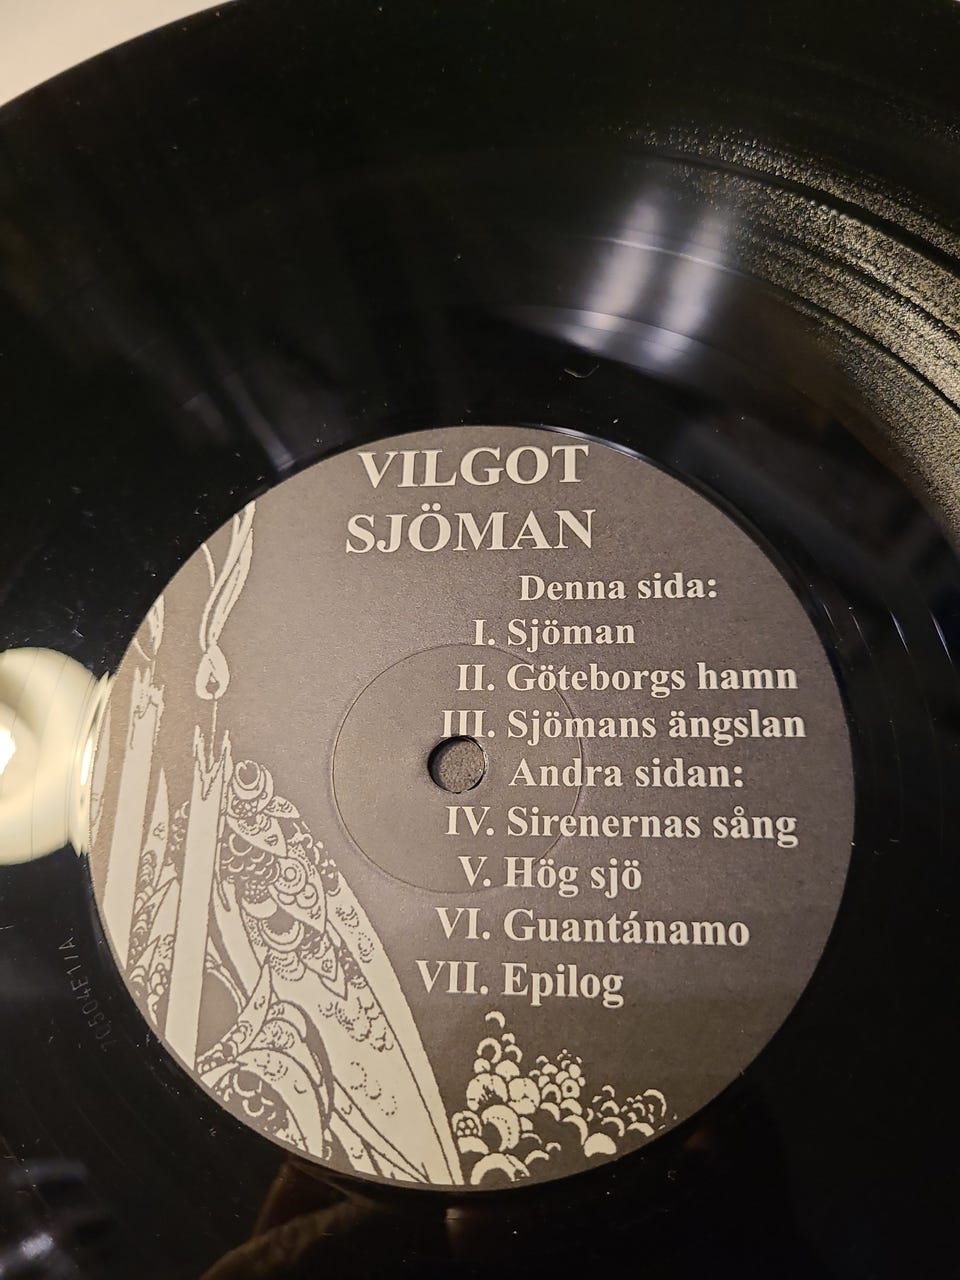 VILGOT
SJÖMAN
Denna sida:
I. Sjöman
II. Göteborgs hamn
III. Sjömans ängslan
Andra sidan:
IV. Sirenernas sång
V. Hög sjö
VI. Guantánamo
VII. Epilog